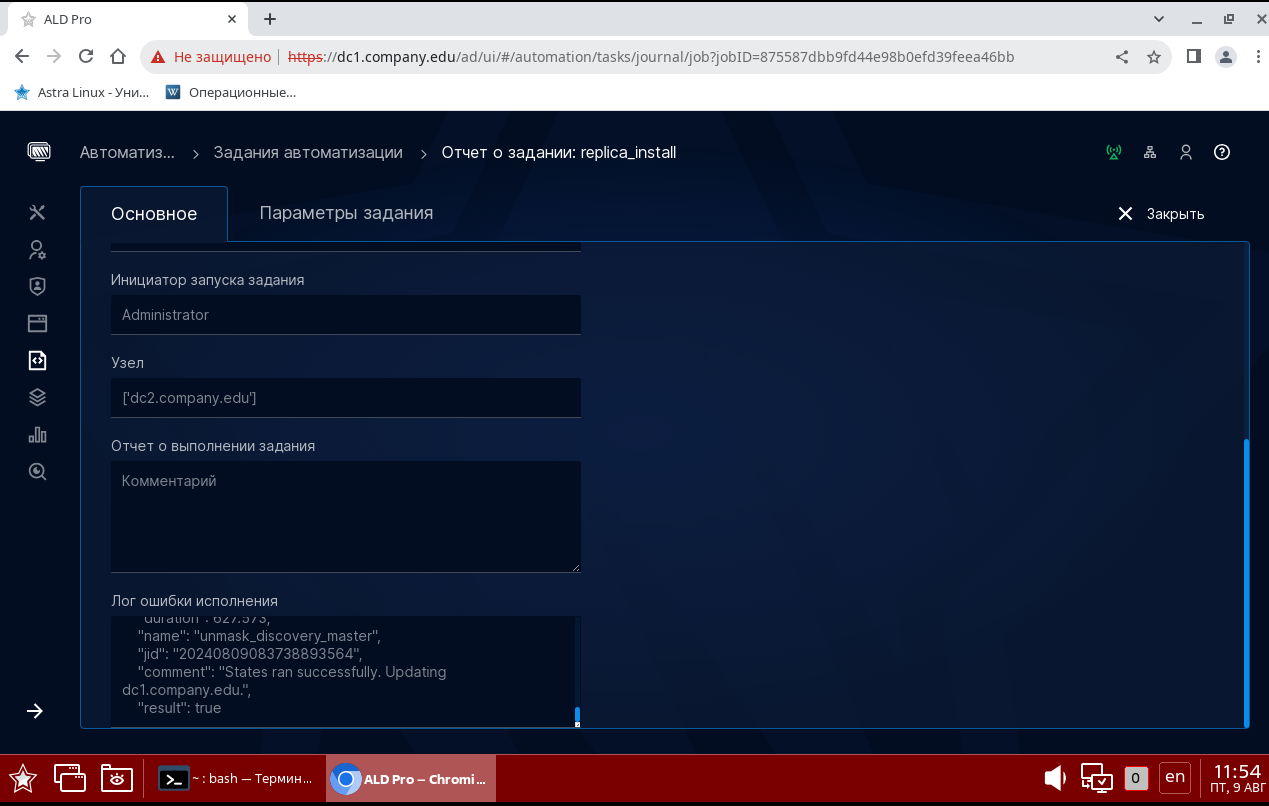 ALD Pro
Не защищено
https://dc1.company.edu/ad/ui/#/automation/tasks/journal/job?jobID=875587dbb9fd44e98b0efd39feea46bb
Astra Linux - Уни...
Операционные...
Автоматиз...
Задания автоматизации
Отчет о задании: replica_install
Основное
Параметры задания
Закрыть
Инициатор запуска задания
Administrator
Узел
['dc2.company.edu']
Отчет о выполнении задания
Комментарий
Лог ошибки исполнения
"duration": 627.573,
"name": "unmask_discovery_master",
"jid": "20240809083738893564",
"comment": "States ran successfully. Updating
dc1.company.edu.",
"result": true
~ : bash — Термин...
ALD Pro – Chromi...
0
en
11:54
ПТ, 9 АВГ